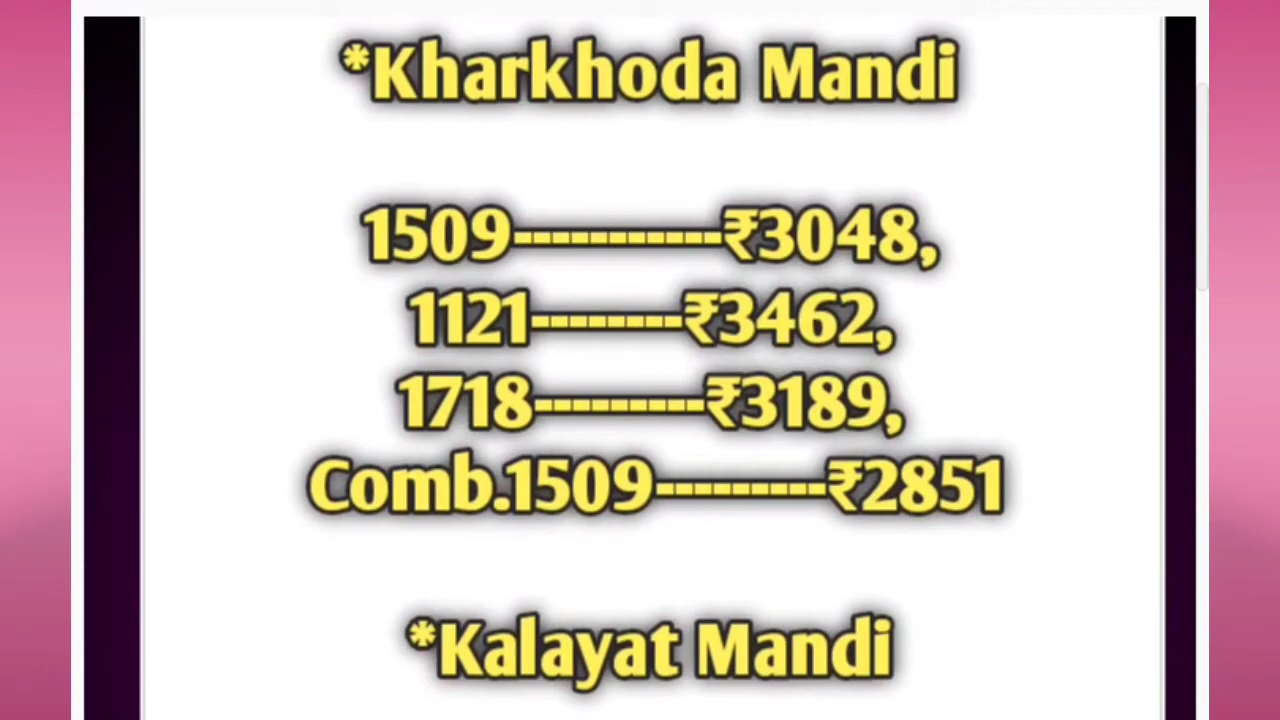 *Kharkhoda Mandi
1509----------₹3048,
1121--------₹3462,
1718---------₹3189,
Comb.1509---------₹2851
*Kalayat Mandi